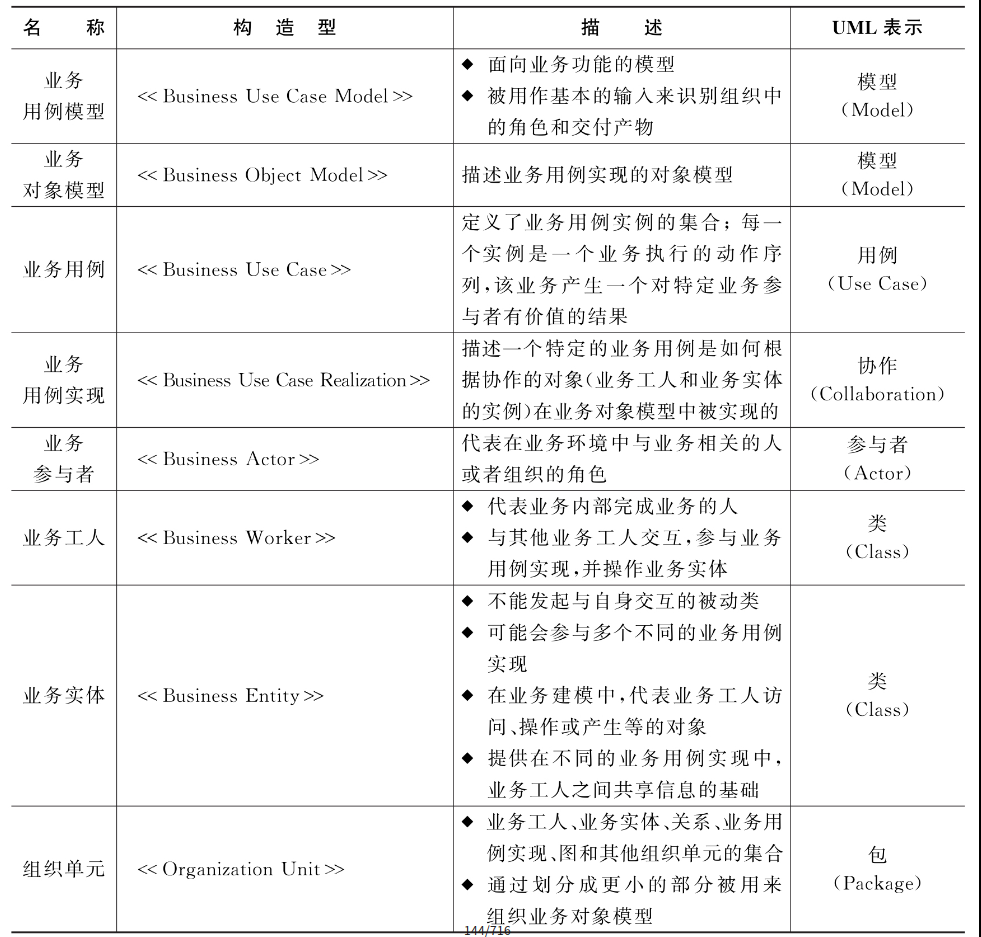 名 称 构 造 型 描 述 UML 表示
业务
用例模型
<<Business Use Case Model>>
◆ 面向业务功能的模型
◆ 被用作基本的输入来识别组织中
的角色和交付产物
模型
(Model)
业务
对象模型
<<Business Object Model>>
描述业务用例实现的对象模型
模型
(Model)
业务用例
<<Business Use Case>>
定义了业务用例实例的集合；每一
个实例是一个业务执行的动作序
列,该业务产生一个对特定业务参
与者有价值的结果
用例
(Use Case)
业务
用例实现
<<Business Use Case Realization>>
描述一个特定的业务用例是如何根
据协作的对象(业务工人和业务实体
的实例)在业务对象模型中被实现的
协作
(Collaboration)
业务
参与者
<<Business Actor>>
代表在业务环境中与业务相关的人
或者组织的角色
参与者
(Actor)
业务工人
<<Business Worker>>
◆ 代表业务内部完成业务的人
◆ 与其他业务工人交互,参与业务
用例实现,并操作业务实体
类
(Class)
业务实体
<<Business Entity>>
◆ 不能发起与自身交互的被动类
◆ 可能会参与多个不同的业务用例
实现
◆ 在业务建模中,代表业务工人访
问、操作或产生等的对象
◆ 提供在不同的业务用例实现中,
业务工人之间共享信息的基础
类
(Class)
组织单元
<<Organization Unit>>
◆ 业务工人、业务实体、关系、业务用
例实现、图和其他组织单元的集合
◆ 通过划分成更小的部分被用来
组织业务对象模型
包
(Package)
144/716